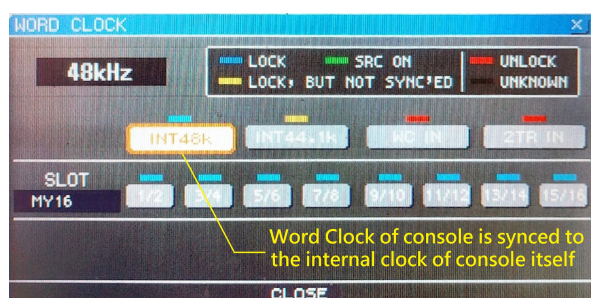 WORD CLOCK
48kHz
LOCK SRC ON UNLOCK
LOCK, BUT NOT SYNC'ED UNKNOWN
INT48k INT44.1k WC IN 2TR IN
SLOT
MY16 1/2 3/4 5/6 7/8 9/10 11/12 13/14 15/16
Word Clock of console is synced to
the internal clock of console itself
CLOSE